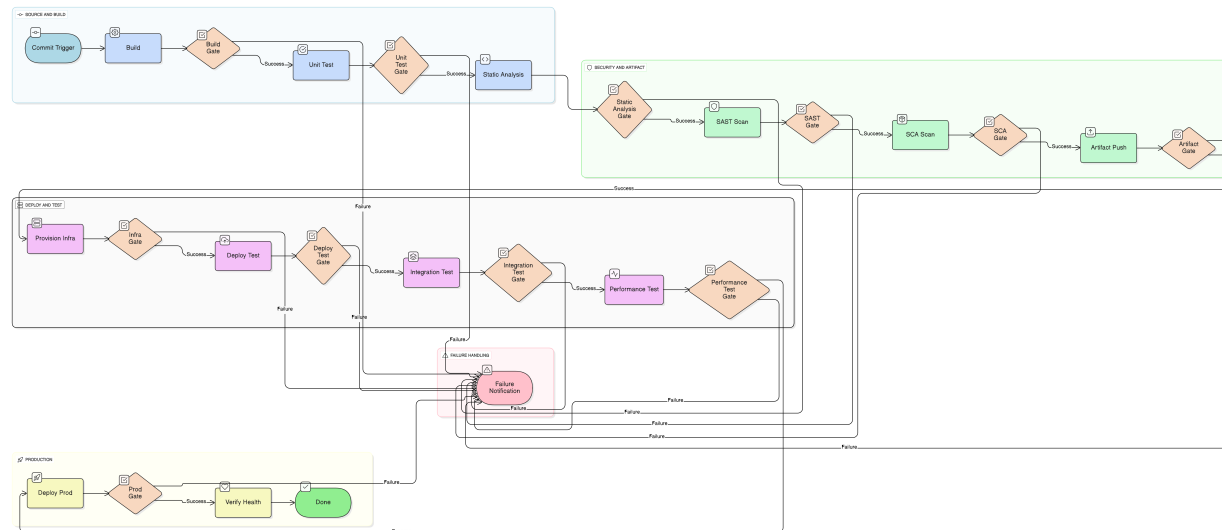 SOURCE AND BUILD
Commit Trigger
Build
Build
Gate
Success
Unit Test
Unit
Test
Gate
Success
Static Analysis
SECURITY AND ARTIFACT
Static
Analysis
Gate
Success
SAST Scan
SAST
Gate
Success
SCA Scan
SCA
Gate
Success
Artifact Push
Artifact
Gate
Success
Failure
DEPLOY AND TEST
Provision Infra
Infra
Gate
Success
Deploy Test
Deploy
Test
Gate
Success
Integration Test
Integration
Test
Gate
Success
Performance Test
Performance
Test
Gate
Failure
Failure
Failure
FAILURE HANDLING
Failure
Notification
Failure
Failure
Failure
Failure
Failure
Failure
PRODUCTION
Deploy Prod
Prod
Gate
Failure
Success
Verify Health
Done